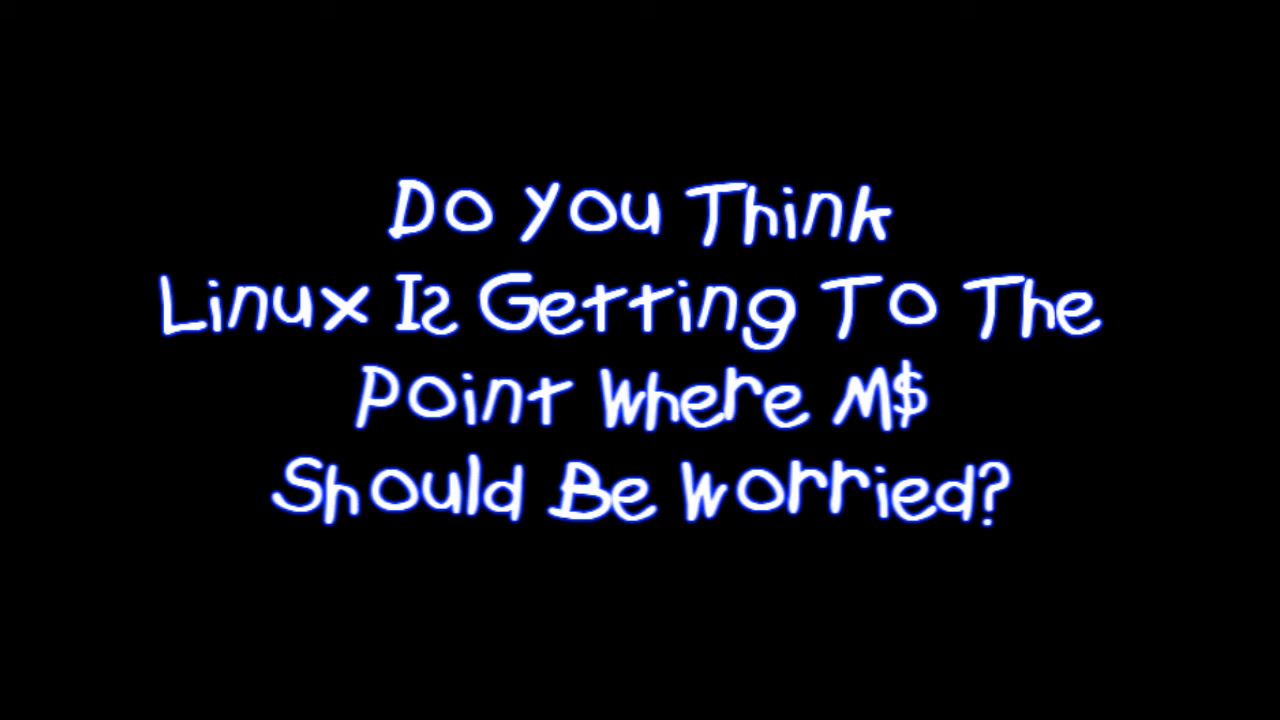 Do You Think
Linux Is Getting To The
Point Where M$
Should Be Worried?